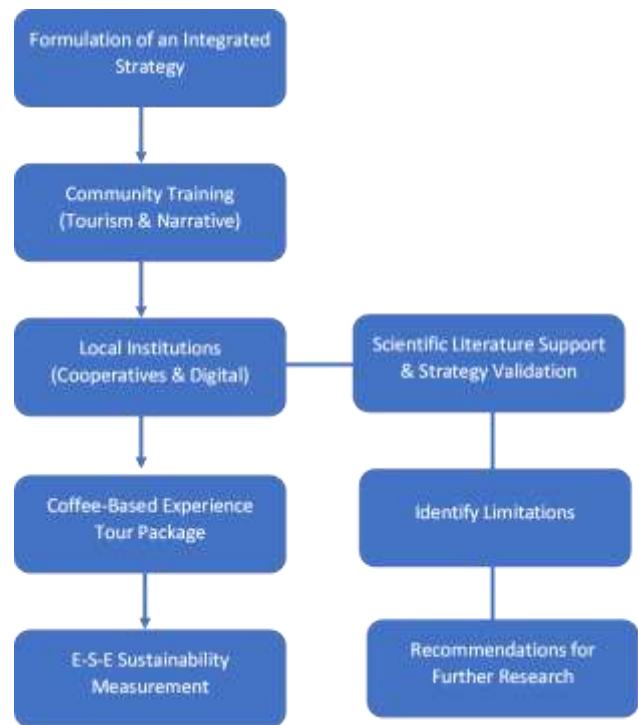 Formulation of an Integrated
Strategy
Community Training
(Tourism & Narrative)
Local Institutions
(Cooperatives & Digital)
Scientific Literature Support
& Strategy Validation
Coffee-Based Experience
Tour Package
Identify Limitations
E-S-E Sustainability
Measurement
Recommendations for
Further Research